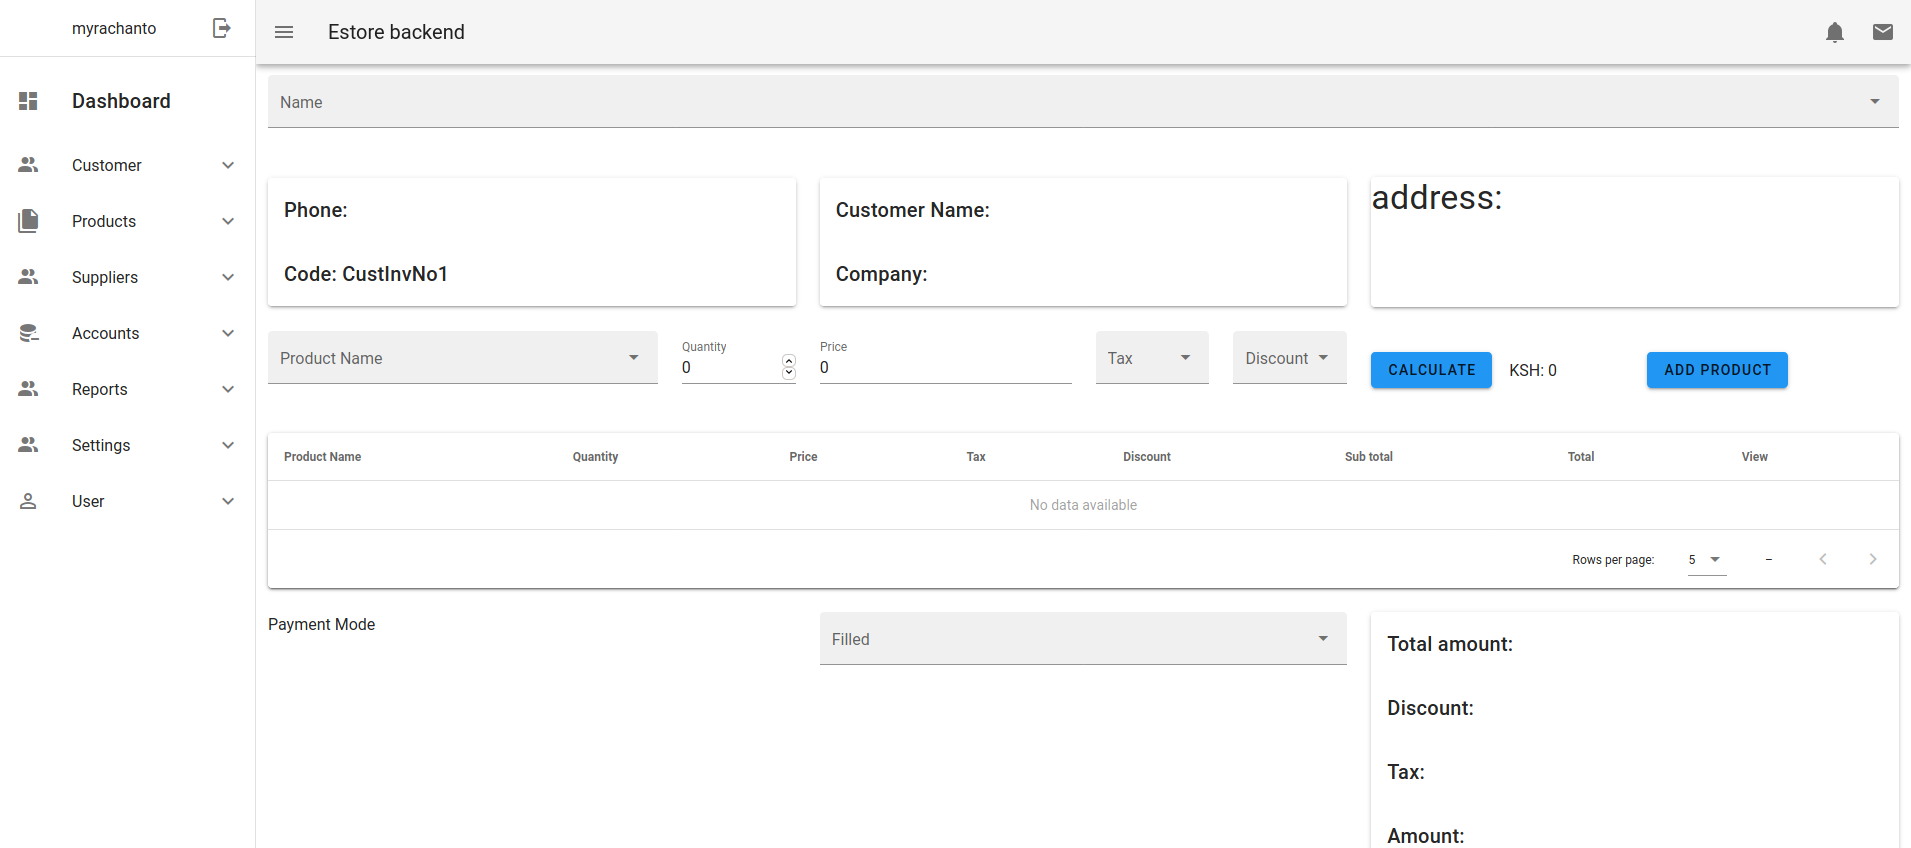 myrachanto
Estore backend
Dashboard
Customer
Products
Suppliers
Accounts
Reports
Settings
User
Name
Phone:
Code: CustInvNo1
Customer Name:
Company:
address:
Product Name
Quantity
0
Price
0
Tax
Discount
CALCULATE
KSH: 0
ADD PRODUCT
Product Name Quantity Price Tax Discount Sub total Total View
No data available
Rows per page: 5 –
Payment Mode
Filled
Total amount:
Discount:
Tax:
Amount: